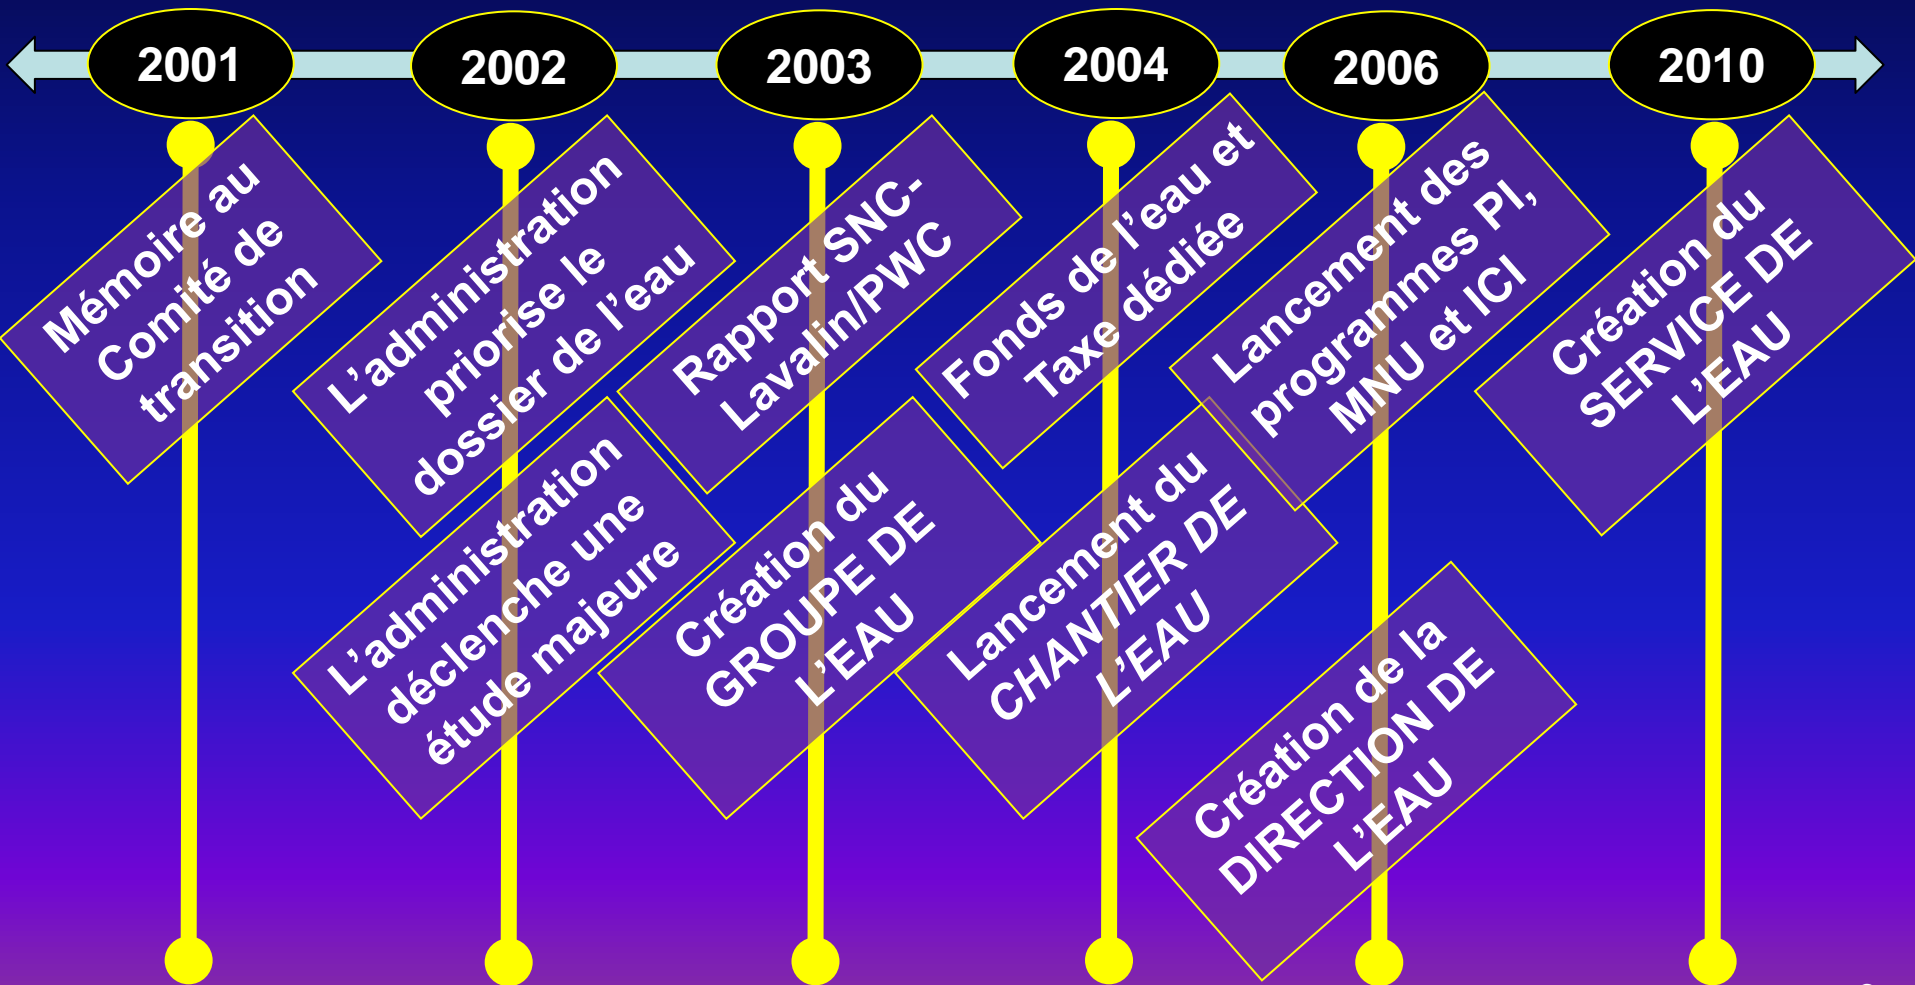 2001
2002
2003
2004
2006
2010
Mémoire au
Comité de
transition
L’administration
priorise le
dossier de l’eau
L’administration
déclenche une
étude majeure
Rapport SNC-
Lavalin/PWC
Création du
GROUPE DE
L’EAU
Fonds de l’eau et
Taxe dédiée
Lancement du
CHANTIER DE
L’EAU
Lancement des
programmes PI,
MNU et ICI
Création de la
DIRECTION DE
L’EAU
Création du
SERVICE DE
L’EAU